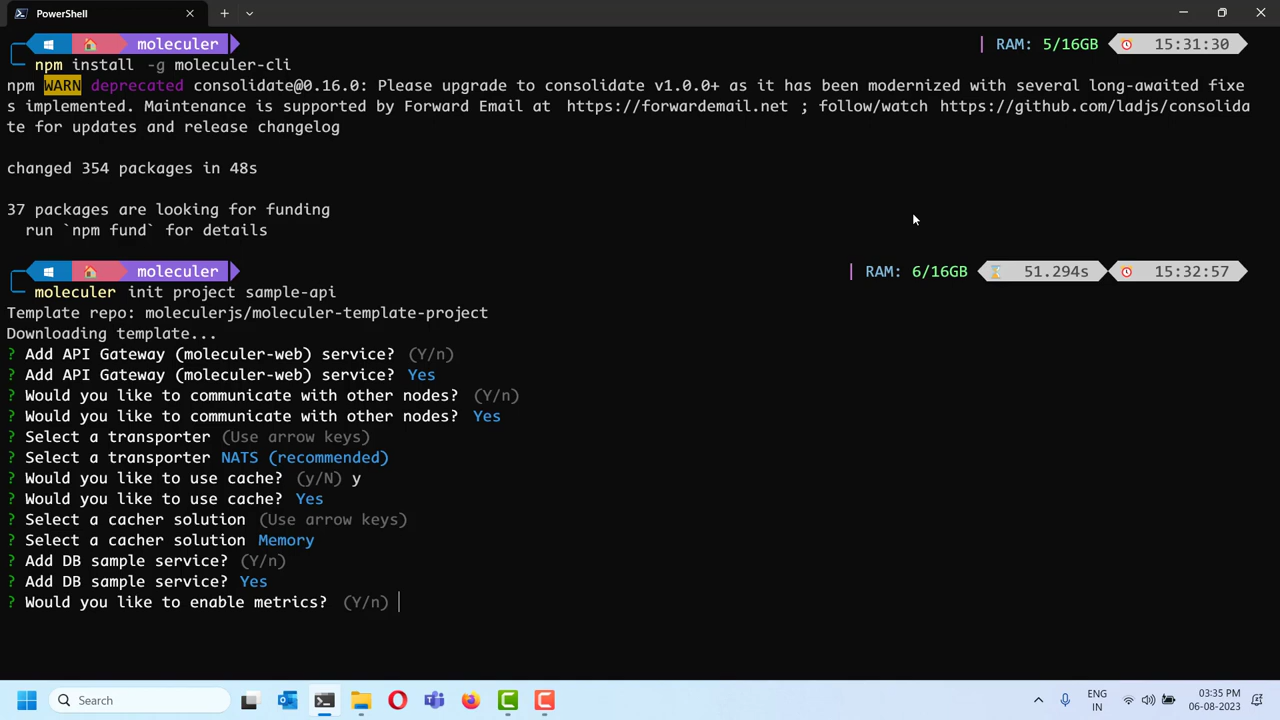 PowerShell
moleculer
RAM: 5/16GB
15:31:30
npm install -g moleculer-cli
npm WARN deprecated consolidate@0.16.0: Please upgrade to consolidate v1.0.0+ as it has been modernized with several long-awaited fixe
s implemented. Maintenance is supported by Forward Email at https://forwardemail.net ; follow/watch https://github.com/ladjs/consolida
te for updates and release changelog
changed 354 packages in 48s
37 packages are looking for funding
run `npm fund` for details
moleculer
RAM: 6/16GB
51.294s
15:32:57
moleculer init project sample-api
Template repo: moleculerjs/moleculer-template-project
Downloading template...
? Add API Gateway (moleculer-web) service? (Y/n)
? Add API Gateway (moleculer-web) service? Yes
? Would you like to communicate with other nodes? (Y/n)
? Would you like to communicate with other nodes? Yes
? Select a transporter (Use arrow keys)
? Select a transporter NATS (recommended)
? Would you like to use cache? (y/N) y
? Would you like to use cache? Yes
? Select a cacher solution (Use arrow keys)
? Select a cacher solution Memory
? Add DB sample service? (Y/n)
? Add DB sample service? Yes
? Would you like to enable metrics? (Y/n)
Search
ENG
IN
03:35 PM
06-08-2023